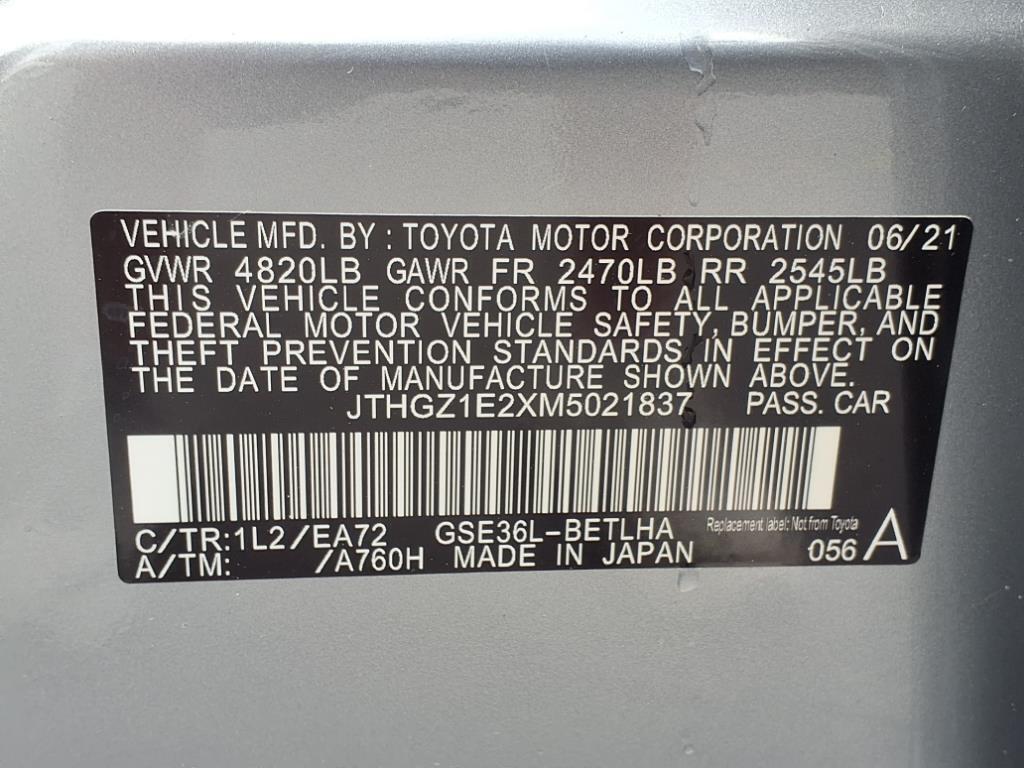 VEHICLE MFD. BY : TOYOTA MOTOR CORPORATION 06/21
GVWR 4820LB GAWR FR 2470LB RR 2545LB
THIS VEHICLE CONFORMS TO ALL APPLICABLE
FEDERAL MOTOR VEHICLE SAFETY, BUMPER, AND
THEFT PREVENTION STANDARDS IN EFFECT ON
THE DATE OF MANUFACTURE SHOWN ABOVE.
JTHGZ1E2XM5021837 PASS. CAR
C/TR:1L2/EA72 GSE36L-BETLHA Replacement label: Not from Toyota
A/TM: /A760H MADE IN JAPAN 056 A